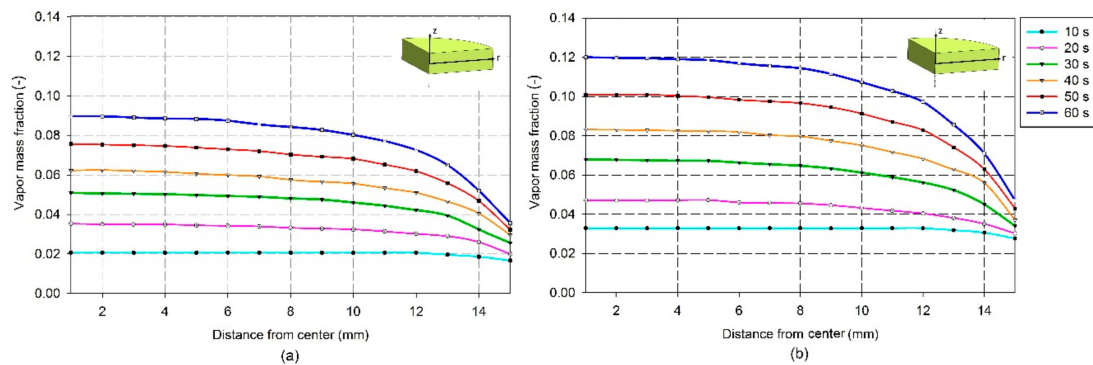 0.14
0.12
0.10
0.08
0.06
0.04
0.02
0.00
Vapor mass fraction (-)
z
r
2 4 6 8 10 12 14
Distance from center (mm)
(a)
0.14
0.12
0.10
0.08
0.06
0.04
0.02
0.00
Vapor mass fraction (-)
z
r
2 4 6 8 10 12 14
Distance from center (mm)
(b)
10 s
20 s
30 s
40 s
50 s
60 s